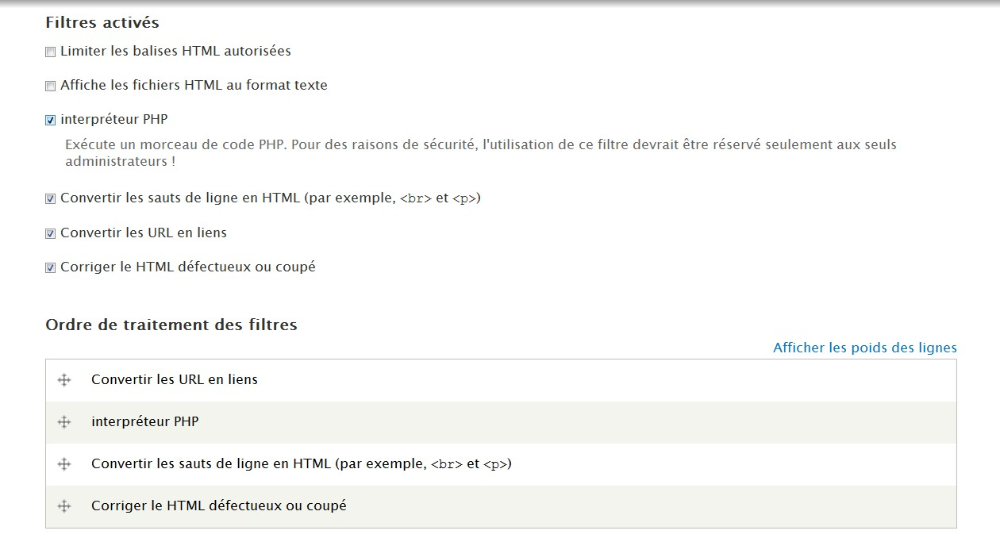 Filtres activés
Limiter les balises HTML autorisées
Affiche les fichiers HTML au format texte
interpréteur PHP
Exécute un morceau de code PHP. Pour des raisons de sécurité, l'utilisation de ce filtre devrait être réservé seulement aux seuls
administrateurs !
Convertir les sauts de ligne en HTML (par exemple, <br> et <p>)
Convertir les URL en liens
Corriger le HTML défectueux ou coupé
Ordre de traitement des filtres
Afficher les poids des lignes
Convertir les URL en liens
interpréteur PHP
Convertir les sauts de ligne en HTML (par exemple, <br> et <p>)
Corriger le HTML défectueux ou coupé